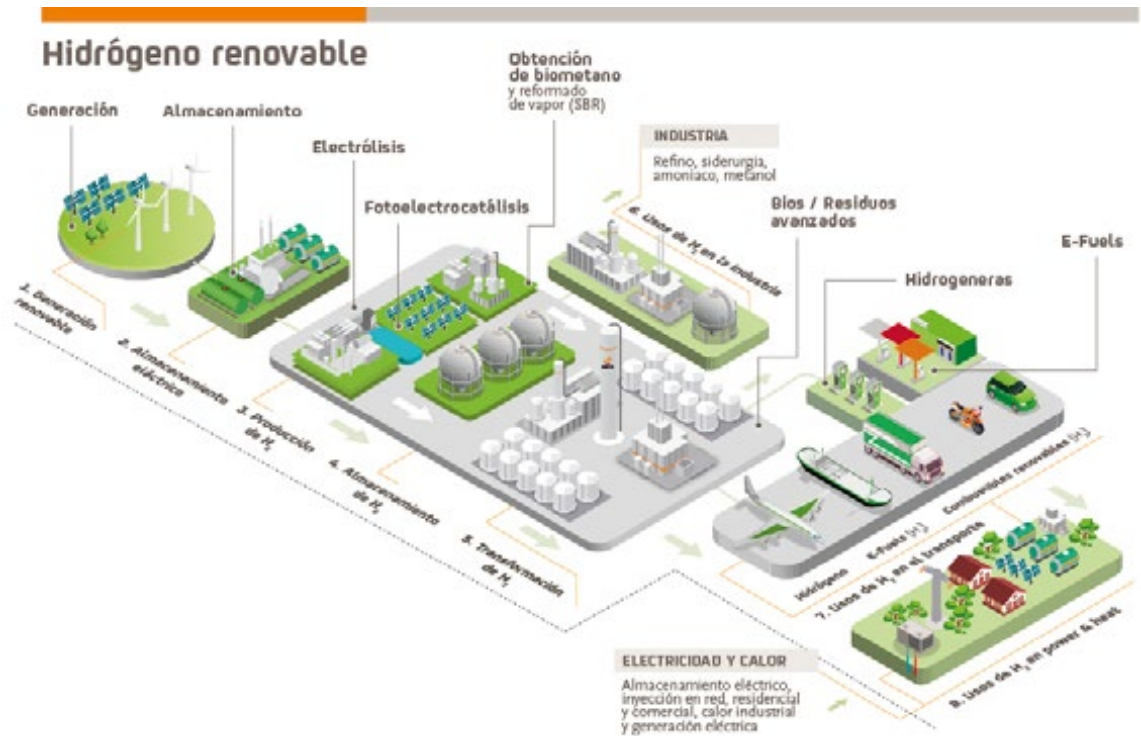 Hidrógeno renovable
Generación
Almacenamiento
Electrólisis
Fotoelectrocatálisis
Obtención
de biometano
y reformado
de vapor (SBR)
INDUSTRIA
Refino, siderurgia,
amoniaco, metanol
Bios / Residuos
avanzados
Hidrogeneras
E-Fuels
1. Generación
renovable
2. Almacenamiento
eléctrico
3. Producción
de H₂
4. Almacenamiento
de H₂
5. Transformación
de H₂
6. Usos de H₂ en la industria
Hidrógeno
E-Fuels (H₂)
Combustibles renovables (H₂)
7. Usos de H₂ en el transporte
8. Usos de H₂ en power & heat
ELECTRICIDAD Y CALOR
Almacenamiento eléctrico,
inyección en red, residencial
y comercial, calor industrial
y generación eléctrica